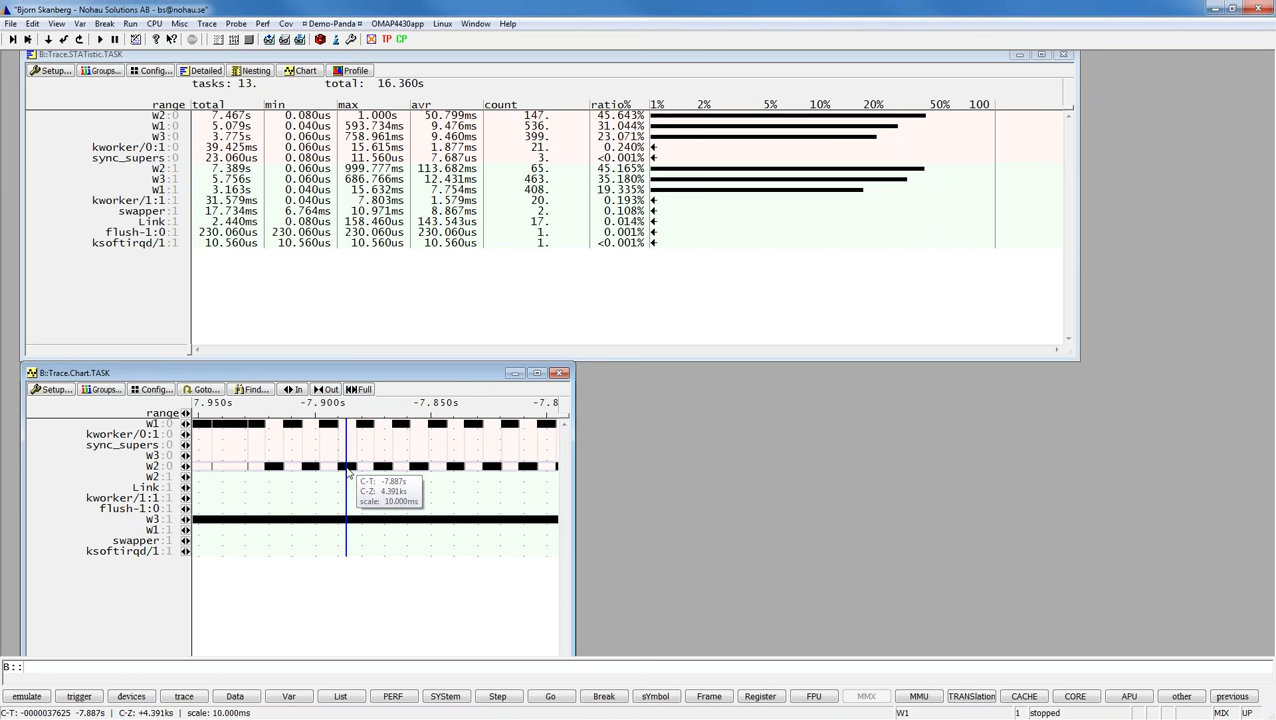 "Bjorn Skanberg - Nohau Solutions AB - bs@nohau.se"
File Edit View Var Break Run CPU Misc Trace Probe Perf Cov ¤ Demo-Panda ¤ OMAP4430app Linux Window Help
TP CP
B::Trace.STATistic.TASK
Setup... Groups... Config... Detailed Nesting Chart Profile
tasks: 13. total: 16.360s
range total min max avr count ratio% 1% 2% 5% 10% 20% 50% 100
W2:0 7.467s 0.080us 1.000s 50.799ms 147. 45.643%
W1:0 5.079s 0.040us 593.734ms 9.476ms 536. 31.044%
W3:0 3.775s 0.040us 758.961ms 9.460ms 399. 23.071%
kworker/0:1:0 39.425ms 0.040us 15.615ms 1.877ms 21. 0.240%
sync_supers:0 23.060us 0.040us 11.560us 7.687us 3. <0.001%
W2:1 7.389s 0.080us 999.777ms 113.682ms 65. 45.165%
W3:1 5.756s 0.040us 686.766ms 12.431ms 463. 35.180%
W1:1 3.163s 0.040us 15.632ms 7.754ms 408. 19.335%
kworker/1:1:1 31.579ms 0.040us 7.803ms 1.579ms 20. 0.193%
swapper:1 17.734ms 6.764ms 10.971ms 8.867ms 2. 0.108%
Link:1 2.440ms 0.080us 158.460us 143.543us 17. 0.014%
flush-1:0:1 230.060us 230.060us 230.060us 230.060us 1. 0.001%
ksoftirqd/1:1 10.560us 10.560us 10.560us 10.560us 1. <0.001%
B::Trace.Chart.TASK
Setup... Groups... Config... Goto... Find... In Out Full
7.950s -7.900s -7.850s -7.8
range
W1:0
kworker/0:1:0
sync_supers:0
W3:0
W2:0
W2:1
Link:1
kworker/1:1:1
flush-1:0:1
W3:1
W1:1
swapper:1
ksoftirqd/1:1
C-T: -7.887s
C-Z: 4.391ks
scale: 10.000ms
B::
emulate trigger devices trace Data Var List PERF SYStem Step Go Break sYmbol Frame Register FPU MMX MMU TRANSlation CACHE CORE APU other previous
C-T: -0000037625 -7.887s C-Z: +4.391ks scale: 10.000ms W1 1 stopped MIX UP